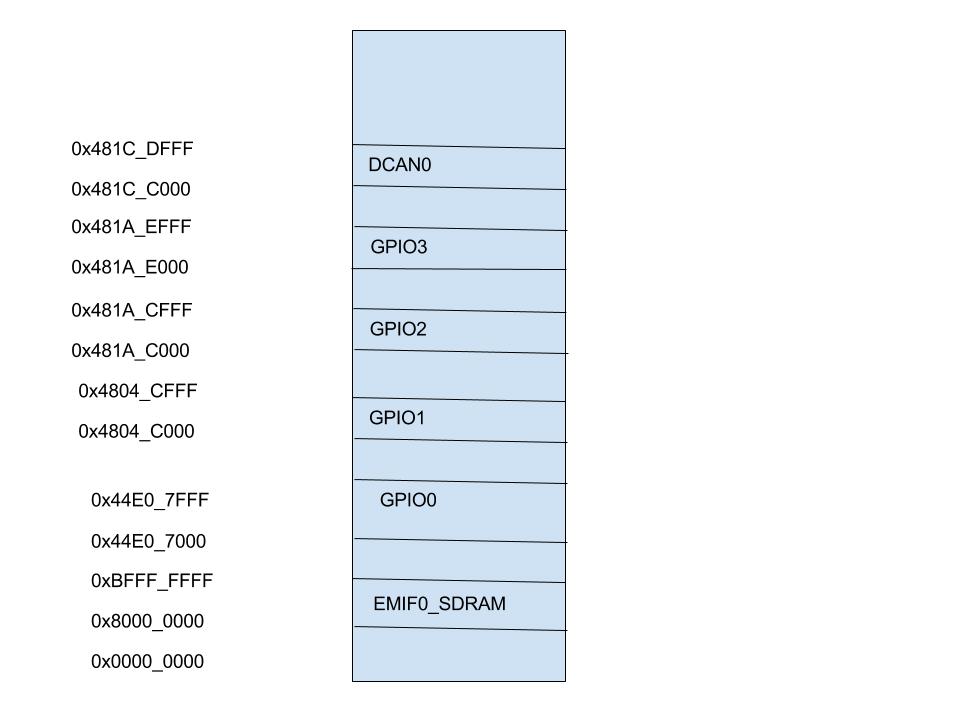 0x481C_DFFF
DCAN0
0x481C_C000
0x481A_EFFF
GPIO3
0x481A_E000
0x481A_CFFF
GPIO2
0x481A_C000
0x4804_CFFF
GPIO1
0x4804_C000
0x44E0_7FFF GPIO0
0x44E0_7000
0xBFFF_FFFF
EMIF0_SDRAM
0x8000_0000
0x0000_0000